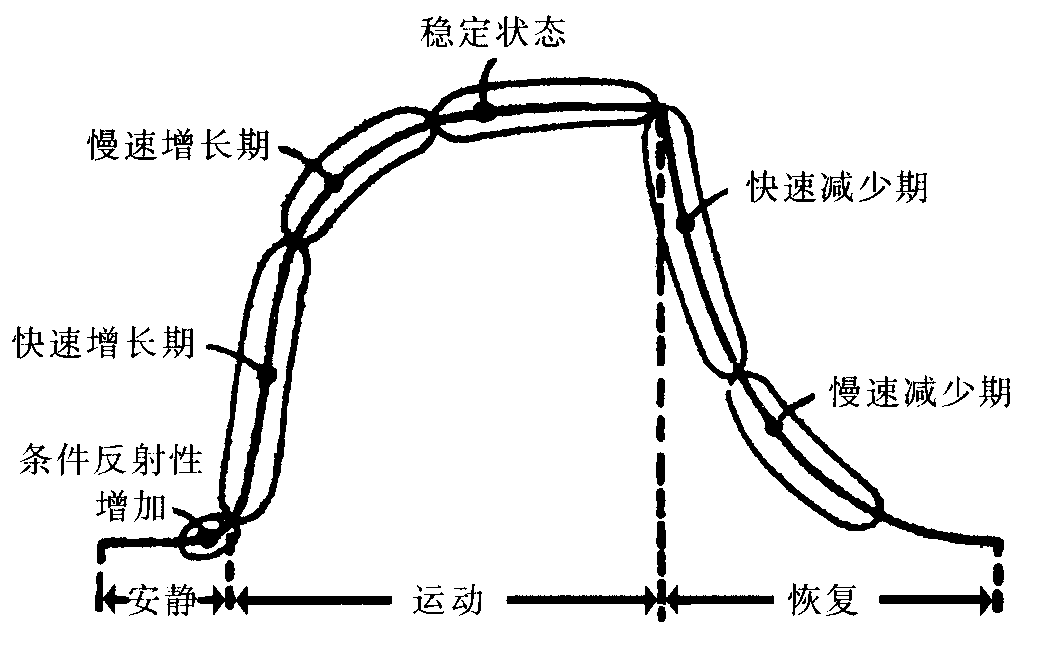 稳定状态
慢速增长期
快速减少期
快速增长期
慢速减少期
条件反射性
增加
安静
运动
恢复